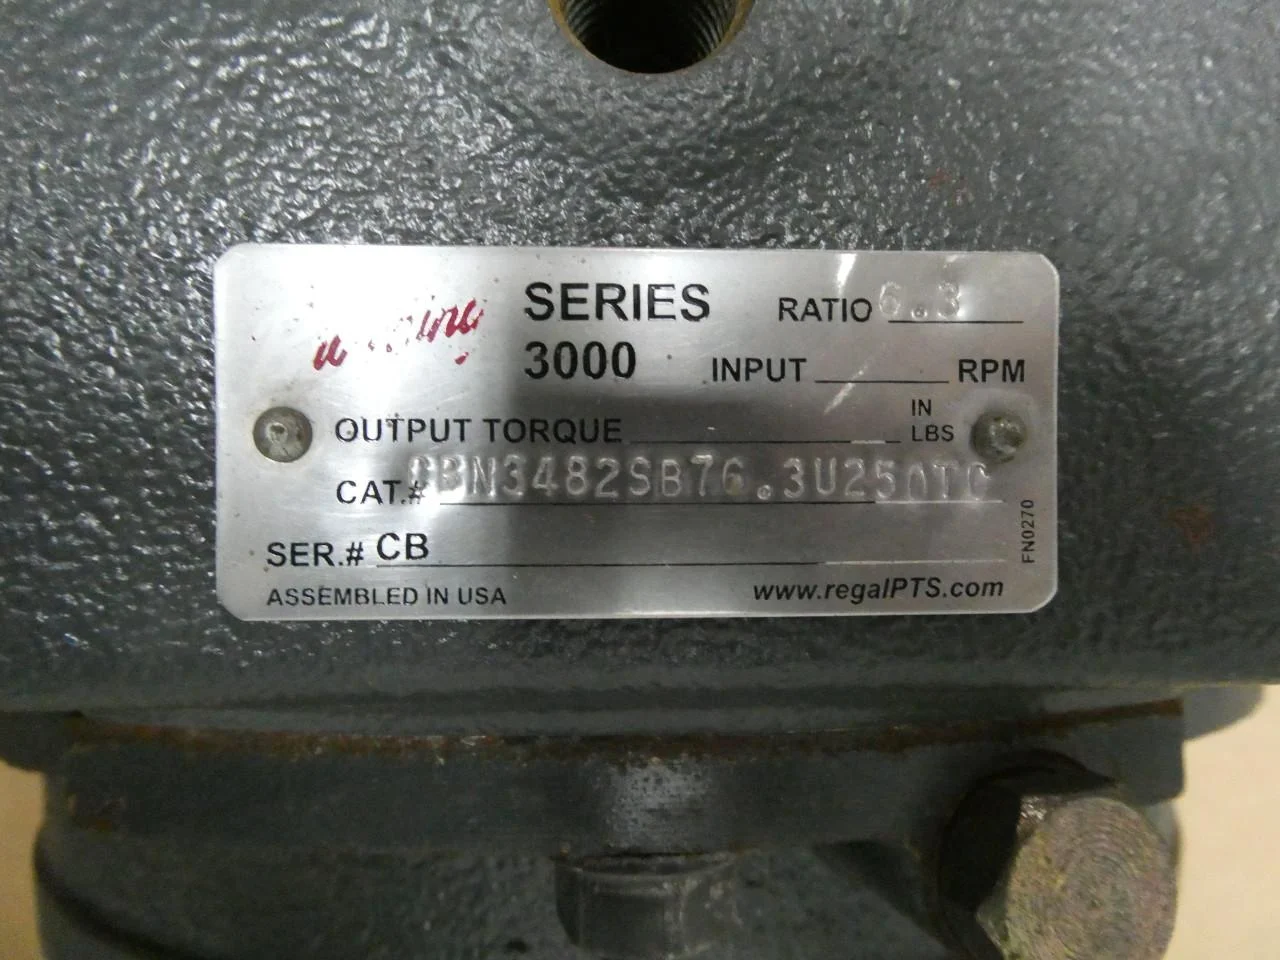 SERIES
3000
RATIO 6.3
INPUT RPM
OUTPUT TORQUE IN LBS
CAT.# CBN3482SB76.3U250TC
SER.# CB
FN0270
ASSEMBLED IN USA
www.regalPTS.com